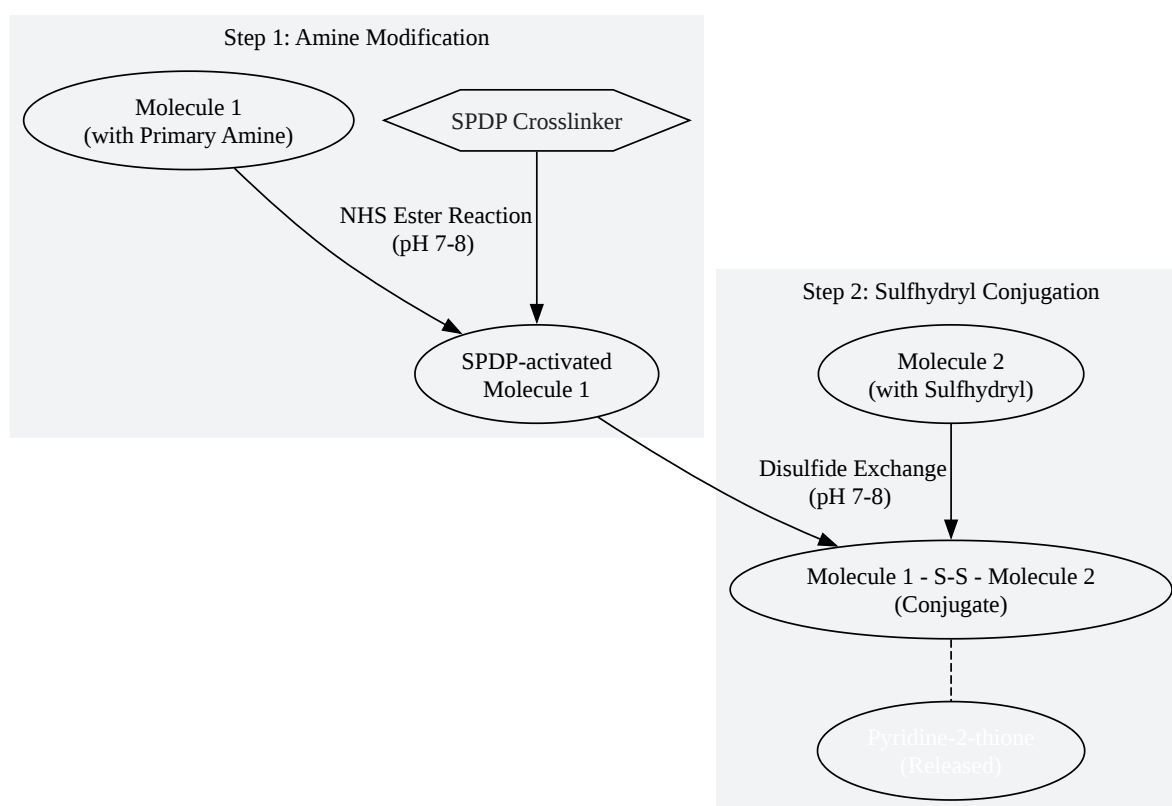 Step 1: Amine Modification
Molecule 1
(with Primary Amine)
SPDP Crosslinker
NHS Ester Reaction
(pH 7-8)
SPDP-activated
Molecule 1
Step 2: Sulfhydryl Conjugation
Molecule 2
(with Sulfhydryl)
Disulfide Exchange
(pH 7-8)
Molecule 1 - S-S - Molecule 2
(Conjugate)
Pyridine-2-thione
(Released)